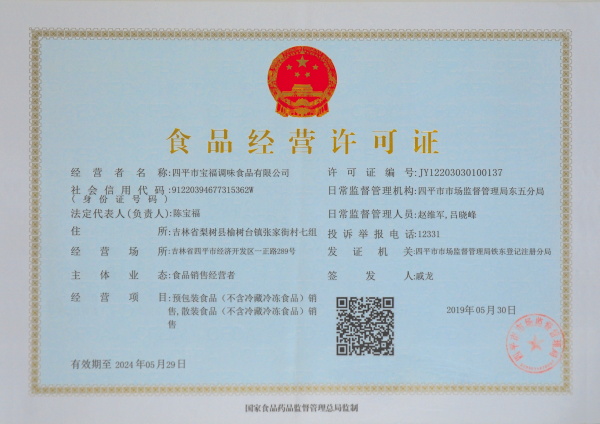 食品经营许可证
经营者名称:四平市宝福调味食品有限公司
许可证编号:JY12203030100137
社会信用代码:91220394677315362W
(身份证号码)
日常监督管理机构:四平市市场监督管理局东五分局
法定代表人(负责人):陈宝福
日常监督管理人员:赵维军,吕晓峰
住所:吉林省梨树县榆树台镇张家街村七组
投诉举报电话:12331
经营场所:吉林省四平市经济开发区一正路289号
发证机关:四平市市场监督管理局铁东登记注册分局
主体业态:食品销售经营者
签发人:臧龙
经营项目:预包装食品(不含冷藏冷冻食品)销
售,散装食品(不含冷藏冷冻食品)销
售
2019年05月30日
有效期至 2024年05月29日
国家食品药品监督管理总局监制